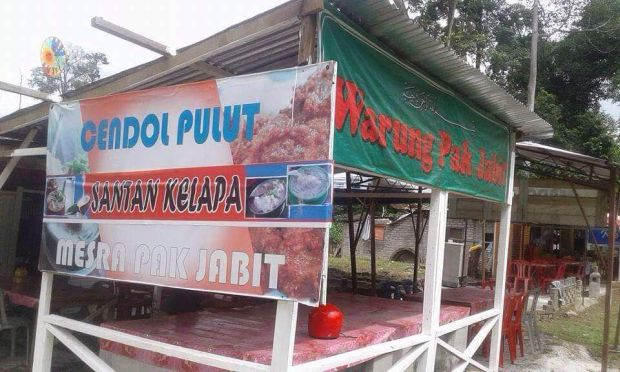 CENDOL PULUT
SANTAN KELAPA
MESRA PAK JABIT
Warung Pak Jabit